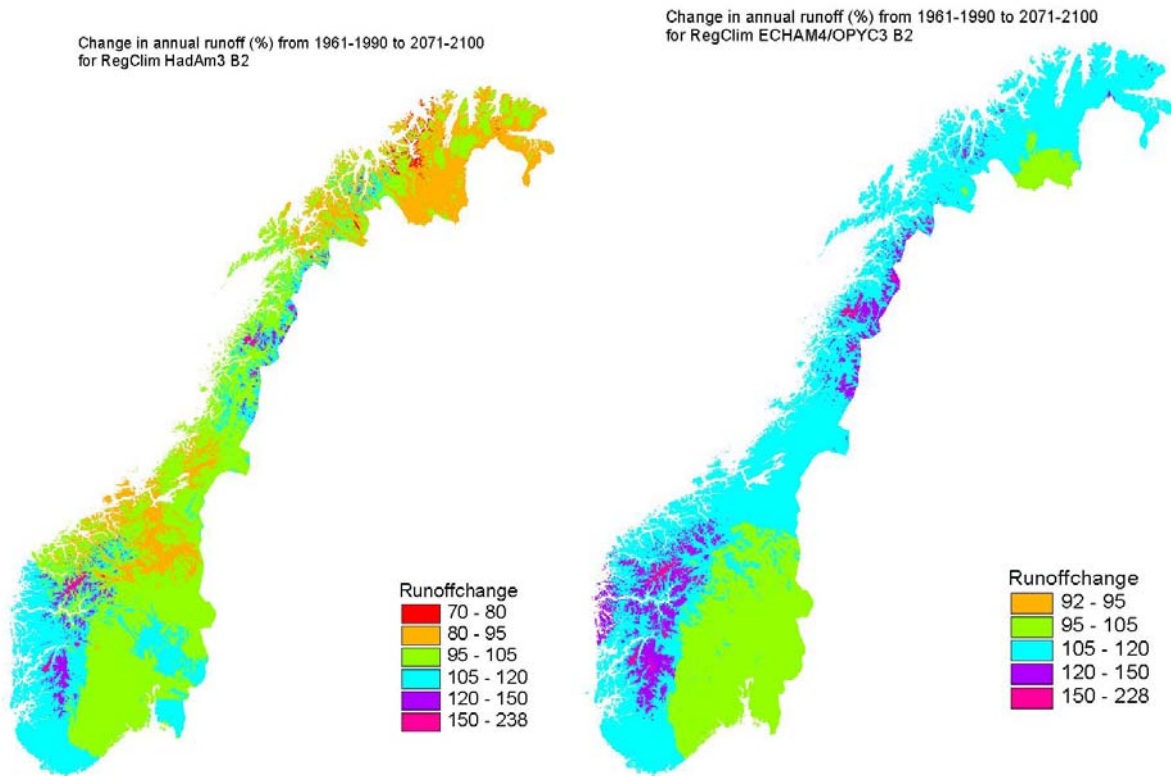 Change in annual runoff (%) from 1961-1990 to 2071-2100
for RegClim HadAm3 B2
Runoffchange
70 - 80
80 - 95
95 - 105
105 - 120
120 - 150
150 - 238
Change in annual runoff (%) from 1961-1990 to 2071-2100
for RegClim ECHAM4/OPYC3 B2
Runoffchange
92 - 95
95 - 105
105 - 120
120 - 150
150 - 228